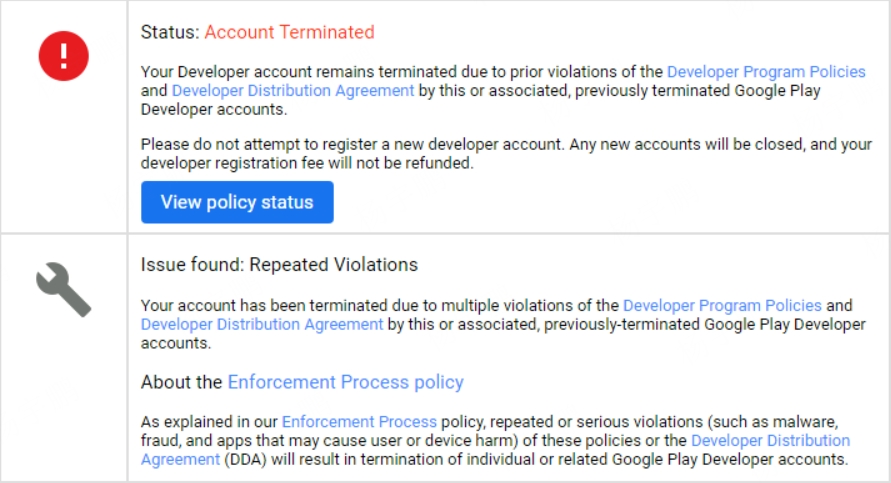 Status: Account Terminated
Your Developer account remains terminated due to prior violations of the Developer Program Policies
and Developer Distribution Agreement by this or associated, previously terminated Google Play
Developer accounts.
Please do not attempt to register a new developer account. Any new accounts will be closed, and your
developer registration fee will not be refunded.
View policy status
Issue found: Repeated Violations
Your account has been terminated due to multiple violations of the Developer Program Policies and
Developer Distribution Agreement by this or associated, previously-terminated Google Play Developer
accounts.
About the Enforcement Process policy
As explained in our Enforcement Process policy, repeated or serious violations (such as malware,
fraud, and apps that may cause user or device harm) of these policies or the Developer Distribution
Agreement (DDA) will result in termination of individual or related Google Play Developer accounts.